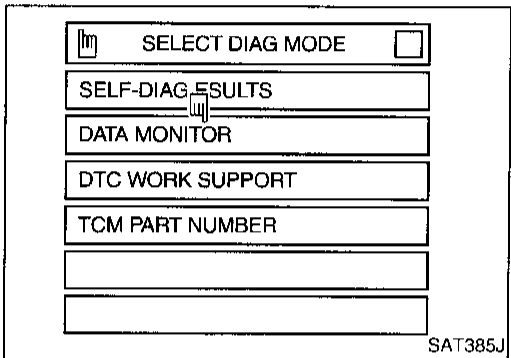 SELECT DIAG MODE
SELF-DIAG ESULTS
DATA MONITOR
DTC WORK SUPPORT
TCM PART NUMBER
SAT385J